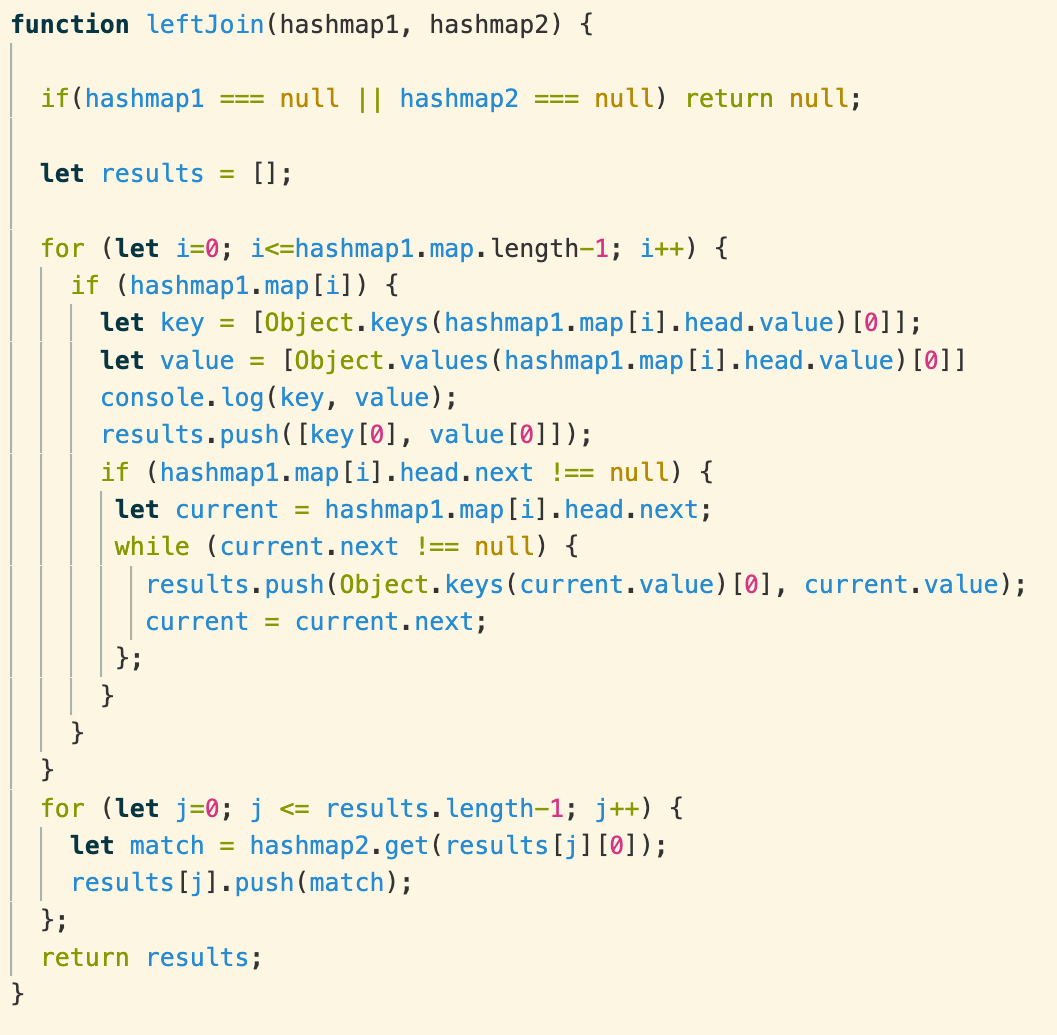 function leftJoin(hashmap1, hashmap2) {
if(hashmap1 === null || hashmap2 === null) return null;
let results = [];
for (let i=0; i<=hashmap1.map.length-1; i++) {
if (hashmap1.map[i]) {
let key = [Object.keys(hashmap1.map[i].head.value)[0]];
let value = [Object.values(hashmap1.map[i].head.value)[0]]
console.log(key, value);
results.push([key[0], value[0]]);
if (hashmap1.map[i].head.next !== null) {
let current = hashmap1.map[i].head.next;
while (current.next !== null) {
results.push(Object.keys(current.value)[0], current.value);
current = current.next;
};
}
}
}
for (let j=0; j <= results.length-1; j++) {
let match = hashmap2.get(results[j][0]);
results[j].push(match);
};
return results;
}